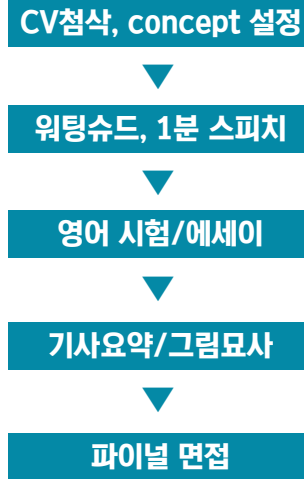 CV첨삭, concept 설정
워팅슈드, 1분 스피치
영어 시험/에세이
기사요약/그림묘사
파이널 면접